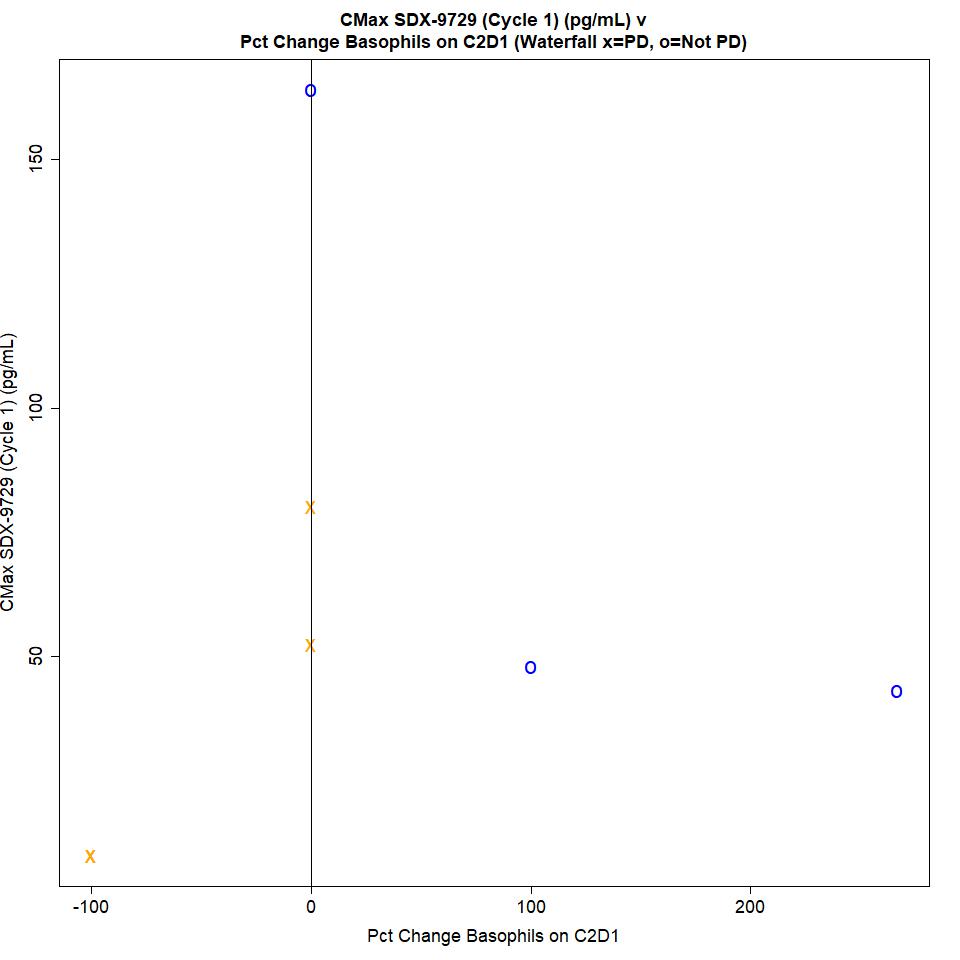 CMax SDX-9729 (Cycle 1) (pg/mL) v
Pct Change Basophils on C2D1 (Waterfall x=PD, o=Not PD)
CMax SDX-9729 (Cycle 1) (pg/mL)
150
100
50
O
X
X
O
O
X
-100
0
100
200
Pct Change Basophils on C2D1